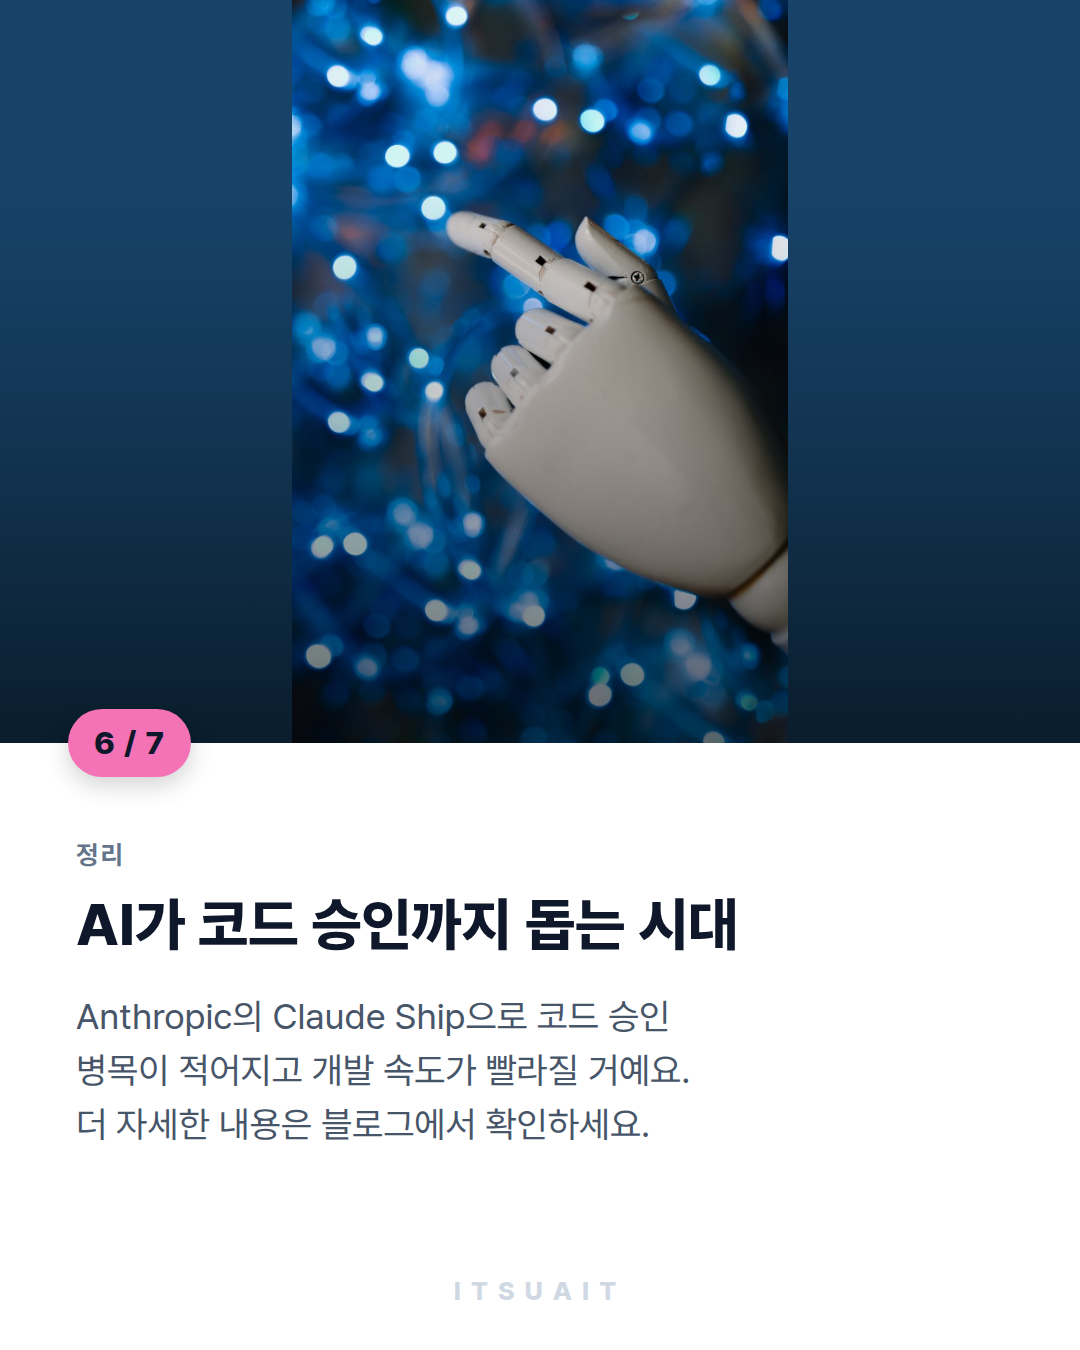 6 / 7
정리
AI가 코드 승인까지 돕는 시대
Anthropic의 Claude Ship으로 코드 승인
병목이 적어지고 개발 속도가 빨라질 거예요.
더 자세한 내용은 블로그에서 확인하세요.
ITSUAIT